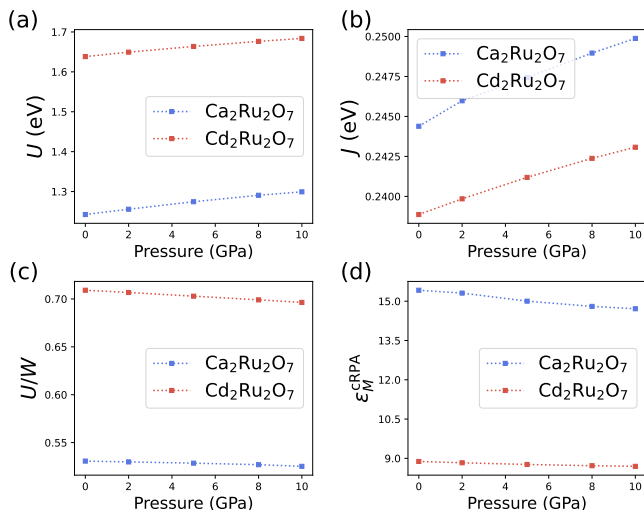 (a)
1.7
1.6
1.5
1.4
1.3
U (eV)
Ca₂Ru₂O₇
Cd₂Ru₂O₇
0 2 4 6 8 10
Pressure (GPa)
(b)
0.2500
0.2475
0.2450
0.2425
0.2400
J (eV)
Ca₂Ru₂O₇
Cd₂Ru₂O₇
0 2 4 6 8 10
Pressure (GPa)
(c)
0.70
0.65
0.60
0.55
U/W
Ca₂Ru₂O₇
Cd₂Ru₂O₇
0 2 4 6 8 10
Pressure (GPa)
(d)
15.0
13.5
12.0
10.5
9.0
ε_M^cRPA
Ca₂Ru₂O₇
Cd₂Ru₂O₇
0 2 4 6 8 10
Pressure (GPa)